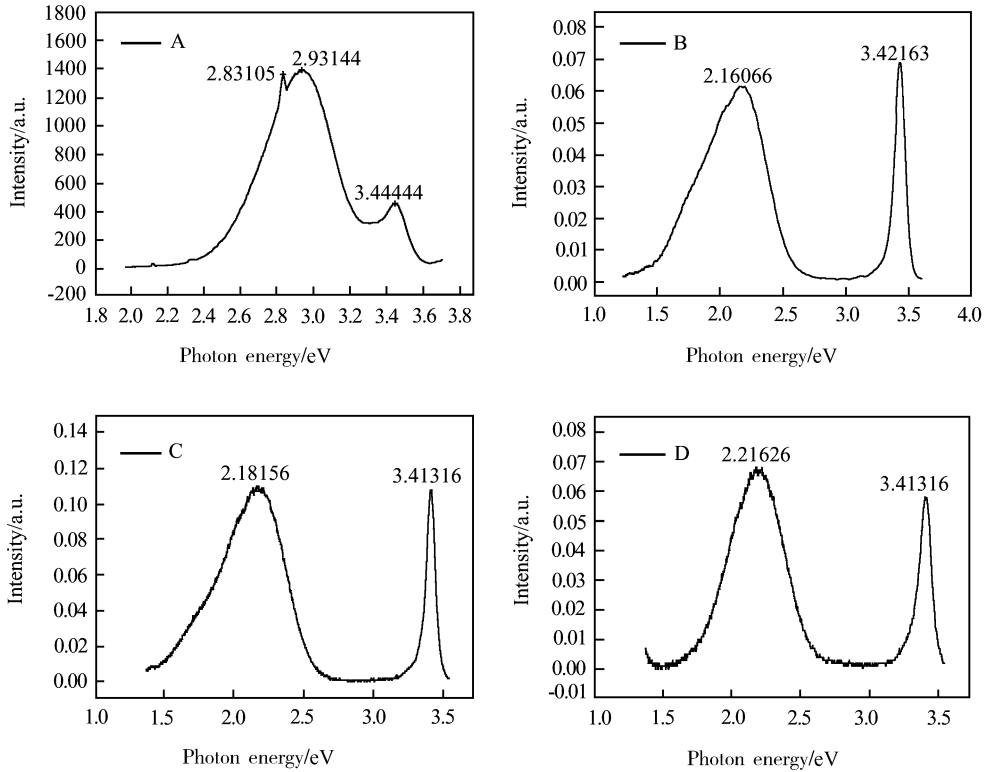 1800
1600
1400
1200
1000
800
600
400
200
0
-200
Intensity/a.u.
A
2.83105
2.93144
3.44444
1.8 2.0 2.2 2.4 2.6 2.8 3.0 3.2 3.4 3.6 3.8
Photon energy/eV
0.08
0.07
0.06
0.05
0.04
0.03
0.02
0.01
0.00
Intensity/a.u.
B
2.16066
3.42163
1.0 1.5 2.0 2.5 3.0 3.5 4.0
Photon energy/eV
0.14
0.12
0.10
0.08
0.06
0.04
0.02
0.00
Intensity/a.u.
C
2.18156
3.41316
1.0 1.5 2.0 2.5 3.0 3.5
Photon energy/eV
0.08
0.07
0.06
0.05
0.04
0.03
0.02
0.01
0.00
-0.01
Intensity/a.u.
D
2.21626
3.41316
1.0 1.5 2.0 2.5 3.0 3.5
Photon energy/eV